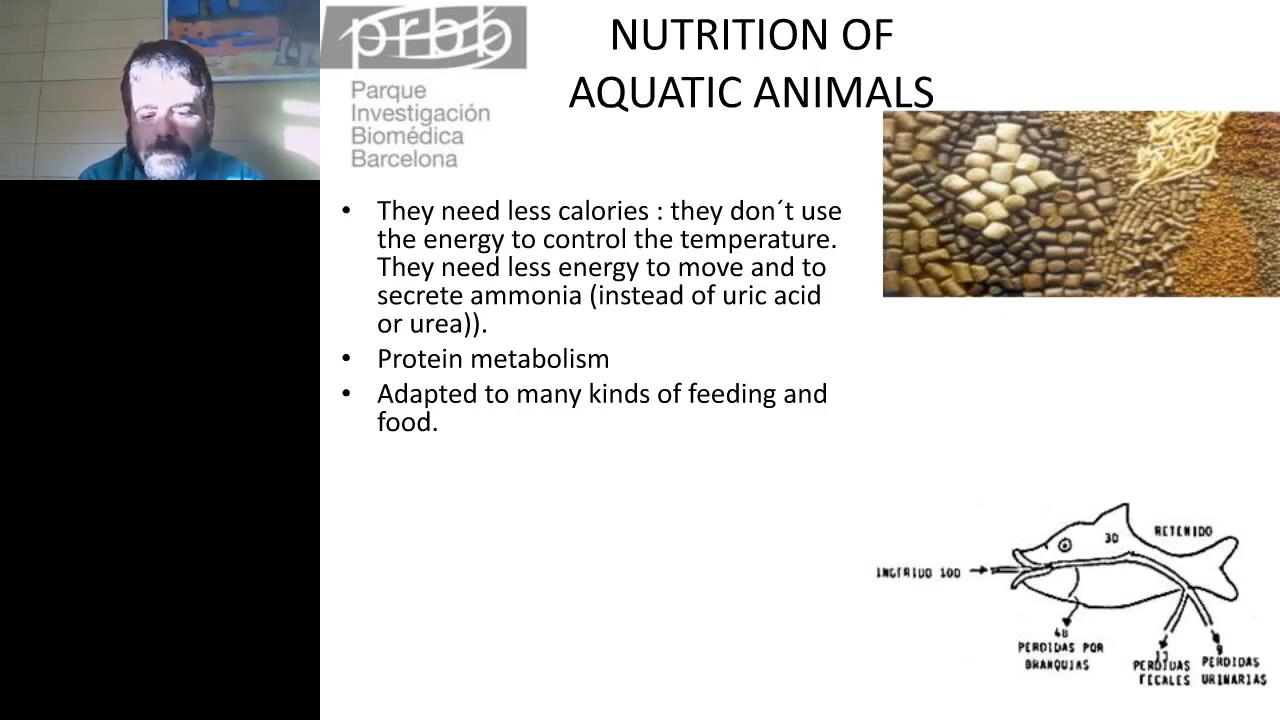 prbb
Parque
Investigación
Biomédica
Barcelona
NUTRITION OF
AQUATIC ANIMALS
• They need less calories : they don´t use
the energy to control the temperature.
They need less energy to move and to
secrete ammonia (instead of uric acid
or urea)).
• Protein metabolism
• Adapted to many kinds of feeding and
food.
RETENIDO
30
INGERIDO 100
PERDIDAS POR
BRANQUIAS
11
PERDIDAS
FECALES
9
PERDIDAS
URINARIAS